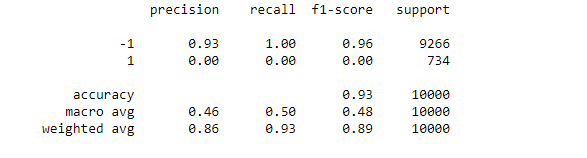 precision recall f1-score support
-1 0.93 1.00 0.96 9266
1 0.00 0.00 0.00 734
accuracy 0.93 10000
macro avg 0.46 0.50 0.48 10000
weighted avg 0.86 0.93 0.89 10000